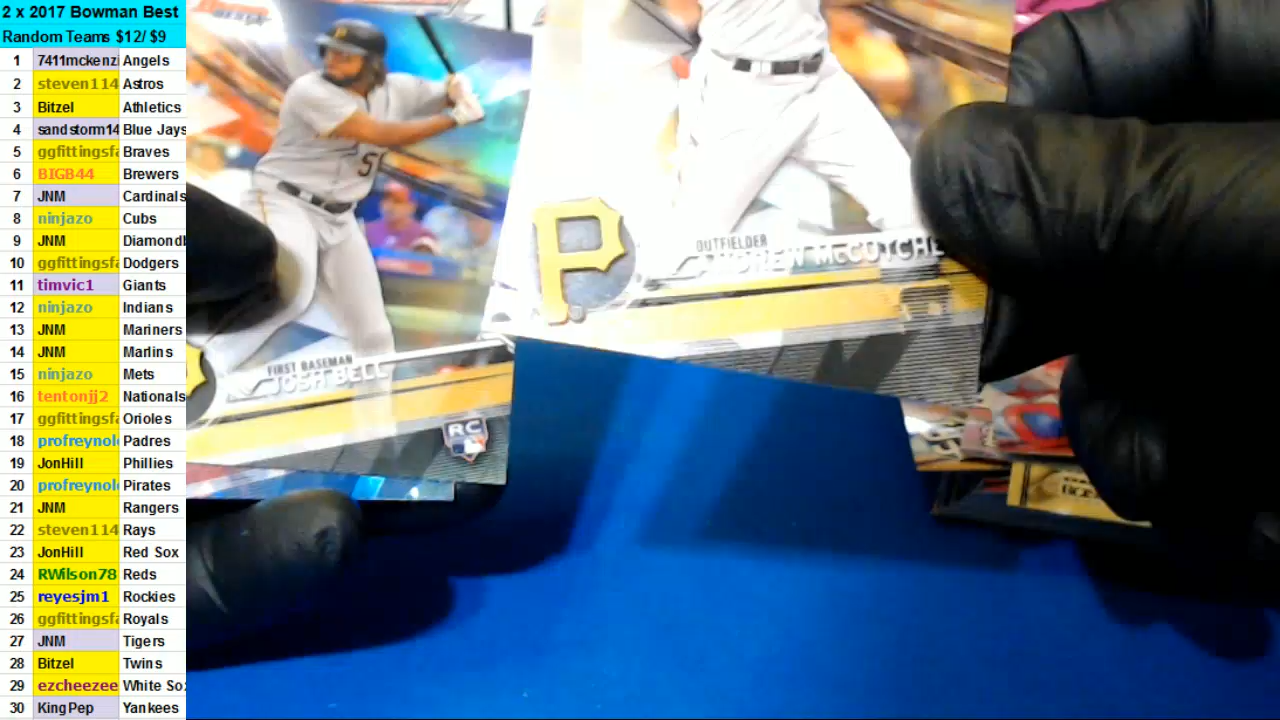 2 x 2017 Bowman Best
Random Teams $12/ $9
1 7411mckenzi Angels
2 steven114 Astros
3 Bitzel Athletics
4 sandstorm14 Blue Jays
5 ggfittingsfa Braves
6 BIGB44 Brewers
7 JNM Cardinals
8 ninjazo Cubs
9 JNM Diamondb
10 ggfittingsfa Dodgers
11 timvic1 Giants
12 ninjazo Indians
13 JNM Mariners
14 JNM Marlins
15 ninjazo Mets
16 tentonjj2 Nationals
17 ggfittingsfa Orioles
18 profreynol Padres
19 JonHill Phillies
20 profreynol Pirates
21 JNM Rangers
22 steven114 Rays
23 JonHill Red Sox
24 RWilson78 Reds
25 reyesjm1 Rockies
26 ggfittingsfa Royals
27 JNM Tigers
28 Bitzel Twins
29 ezcheezee White Sox
30 KingPep Yankees
P
OUTFIELDER
ANDREW McCUTCHE
5
FIRST BASEMAN
JOSH BELL
RC